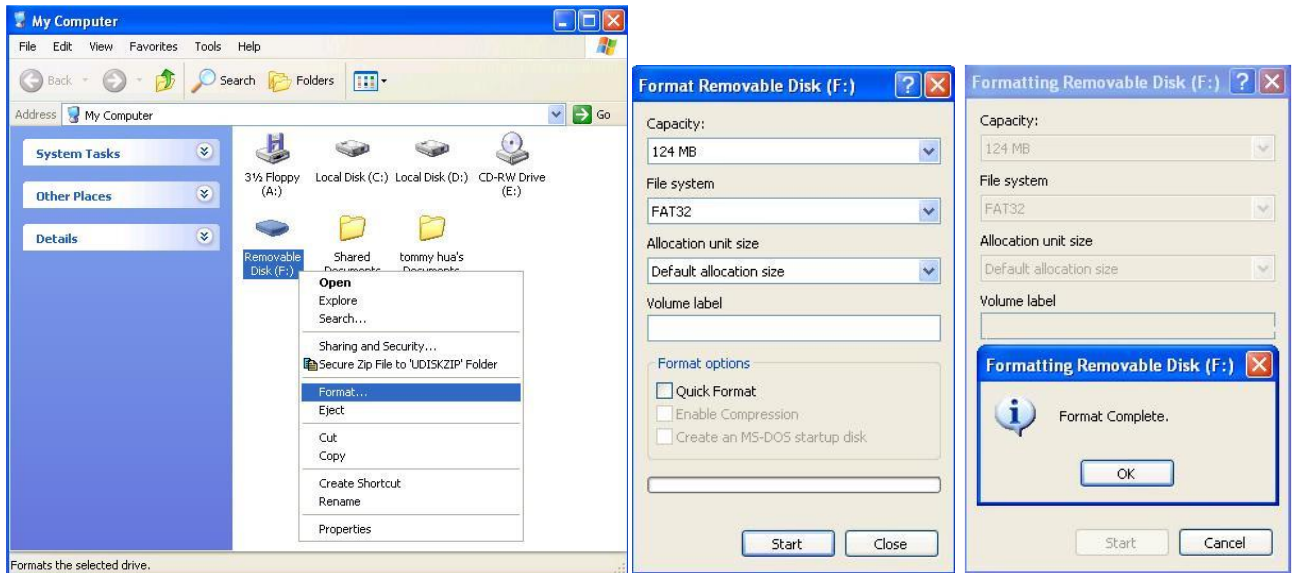 My Computer
File Edit View Favorites Tools Help
Back Search Folders
Address My Computer Go
System Tasks
Other Places
Details
3½ Floppy (A:)
Local Disk (C:)
Local Disk (D:)
CD-RW Drive (E:)
Removable Disk (F:)
Shared Documents
tommy hua's Documents
Open
Explore
Search...
Sharing and Security...
Secure Zip File to 'UDISKZIP' Folder
Format...
Eject
Cut
Copy
Create Shortcut
Rename
Properties
Formats the selected drive.
Format Removable Disk (F:)
Capacity:
124 MB
File system
FAT32
Allocation unit size
Default allocation size
Volume label
Format options
Quick Format
Enable Compression
Create an MS-DOS startup disk
Start Close
Formatting Removable Disk (F:)
Capacity:
124 MB
File system
FAT32
Allocation unit size
Default allocation size
Volume label
Formatting Removable Disk (F:)
Format Complete.
OK
Start Cancel